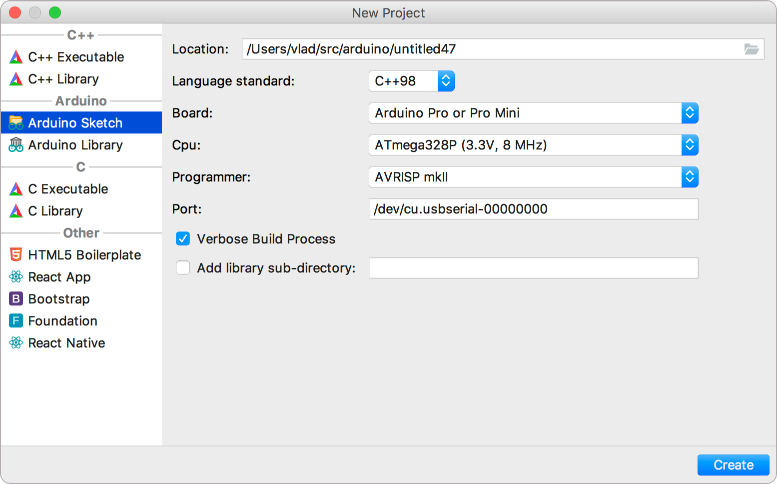 New Project
C++
C++ Executable
C++ Library
Arduino
Arduino Sketch
Arduino Library
C
C Executable
C Library
Other
HTML5 Boilerplate
React App
Bootstrap
Foundation
React Native
Location: /Users/vlad/src/arduino/untitled47
Language standard: C++98
Board: Arduino Pro or Pro Mini
Cpu: ATmega328P (3.3V, 8 MHz)
Programmer: AVRISP mkII
Port: /dev/cu.usbserial-00000000
Verbose Build Process
Add library sub-directory:
Create